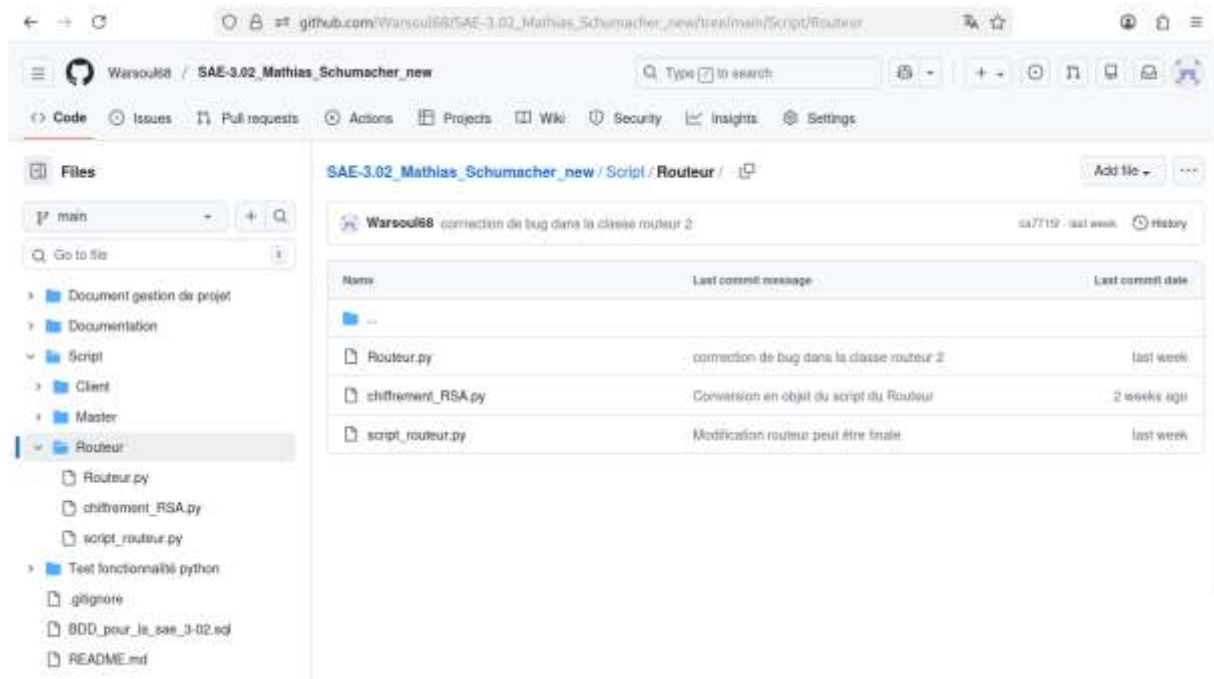 github.com/Warsoul68/SAE-3.02_Mathias_Schumacher_new/tree/main/Script/Routeur
Warsoul68 / SAE-3.02_Mathias_Schumacher_new
Type / to search
Code Issues Pull requests Actions Projects Wiki Security Insights Settings
Files
SAE-3.02_Mathias_Schumacher_new / Script / Routeur /
Add file
main
Warsoul68 correction de bug dans la classe routeur 2
last week
History
Go to file
t
Name Last commit message Last commit date
Document gestion de projet
..
Documentation
Script
Routeur.py correction de bug dans la classe routeur 2 last week
Client
chiffrement_RSA.py Conversion en objet du script du Routeur 2 weeks ago
Master
script_routeur.py Modification routeur peut être finale last week
Routeur
Routeur.py
chiffrement_RSA.py
script_routeur.py
Test fonctionnalité python
.gitignore
BDD_pour_la_sae_3-02.sql
README.md